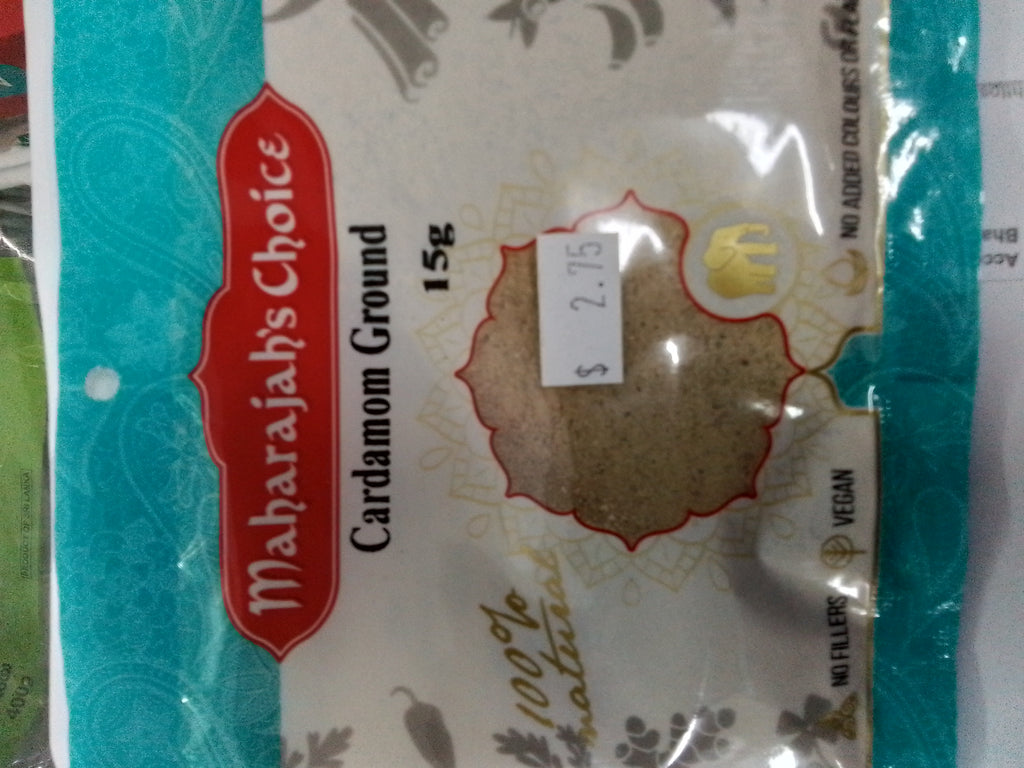 Maharajah's Choice
Cardamom Ground
15g
$ 2.75
100%
natural
NO FILLERS
VEGAN
NO ADDED COLOURS OR